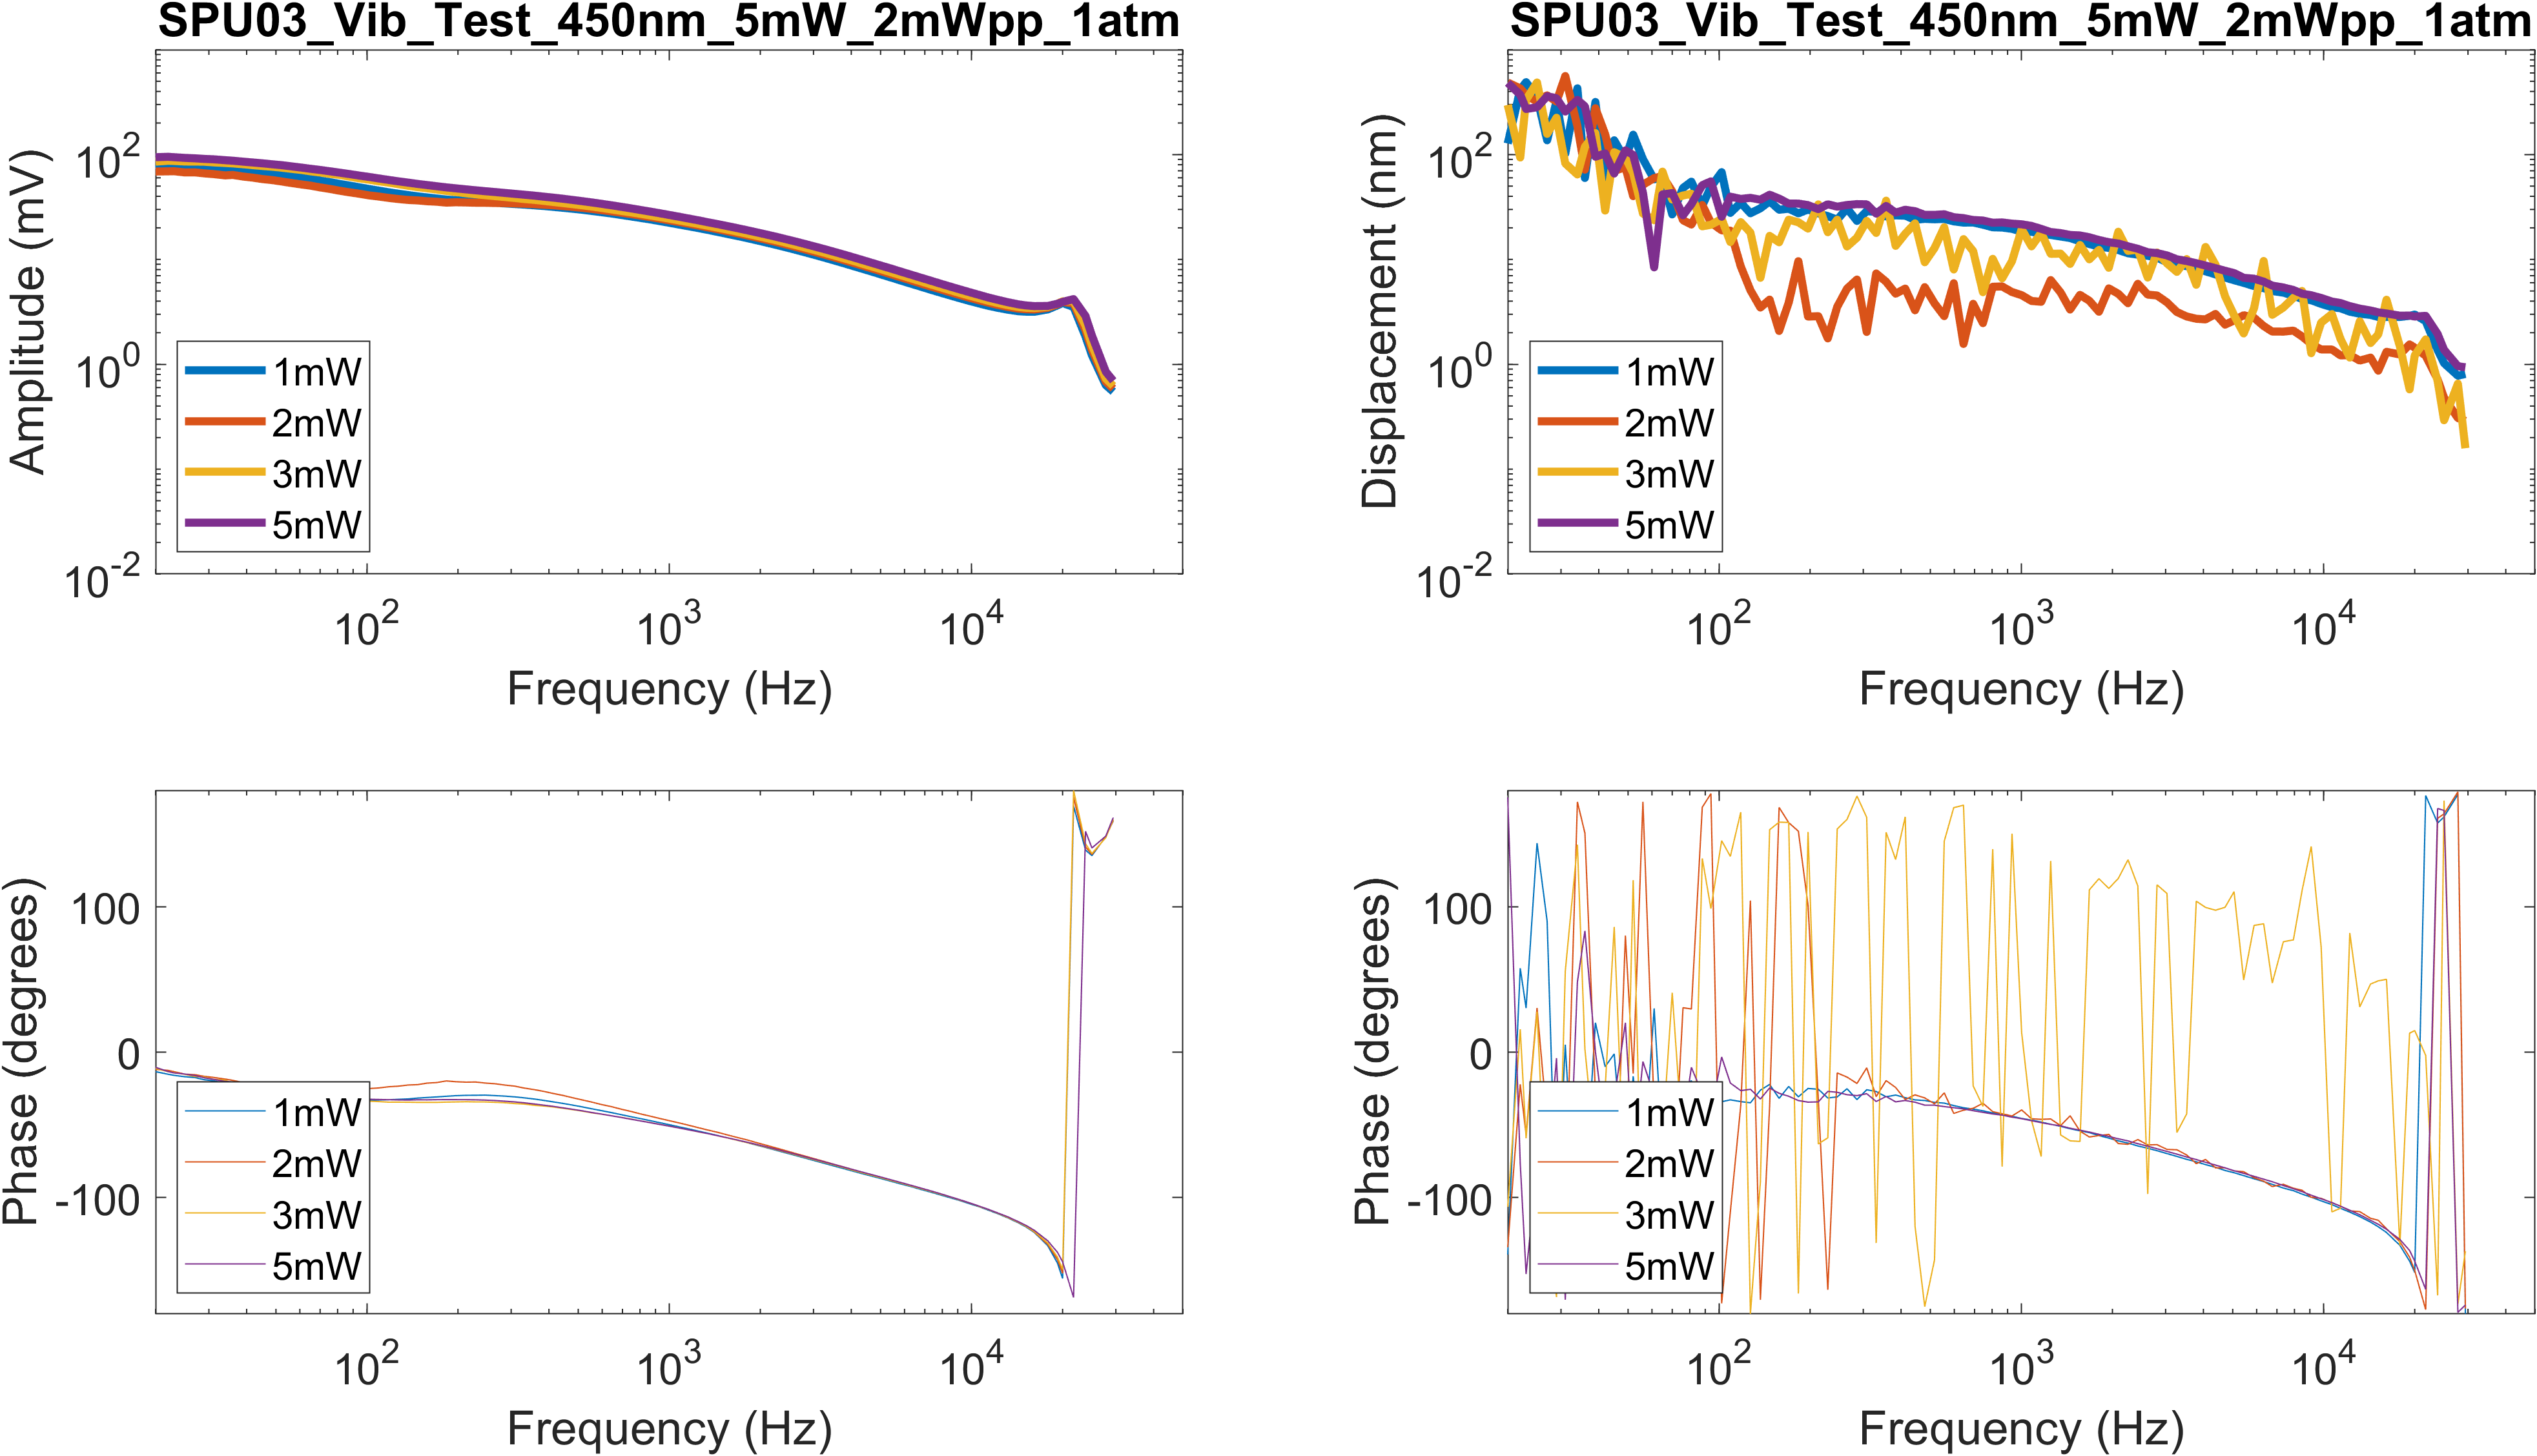 SPU03_Vib_Test_450nm_5mW_2mWpp_1atm
Amplitude (mV)
10^2
10^0
10^-2
1mW
2mW
3mW
5mW
10^2 10^3 10^4
Frequency (Hz)
SPU03_Vib_Test_450nm_5mW_2mWpp_1atm
Displacement (nm)
10^2
10^0
10^-2
1mW
2mW
3mW
5mW
10^2 10^3 10^4
Frequency (Hz)
Phase (degrees)
100
0
-100
1mW
2mW
3mW
5mW
10^2 10^3 10^4
Frequency (Hz)
Phase (degrees)
100
0
-100
1mW
2mW
3mW
5mW
10^2 10^3 10^4
Frequency (Hz)